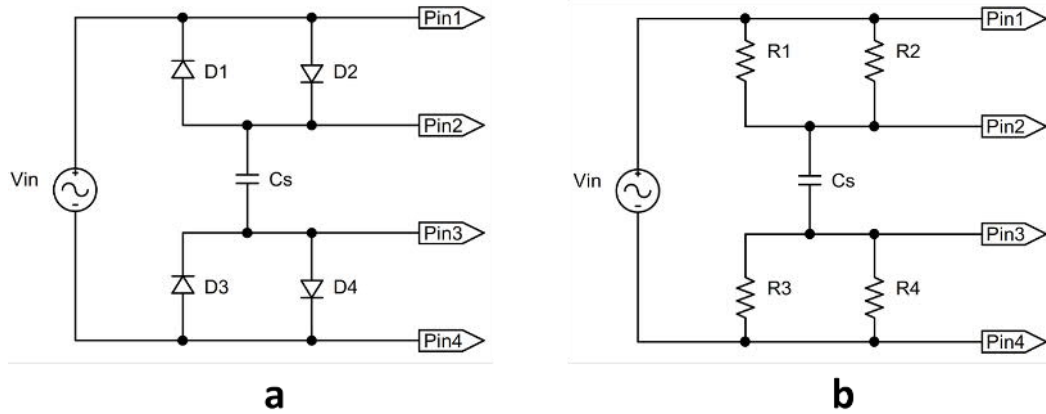 Pin1
D1
D2
Pin2
Vin
+
-
Cs
Pin3
D3
D4
Pin4
a
Pin1
R1
R2
Pin2
Vin
+
-
Cs
Pin3
R3
R4
Pin4
b